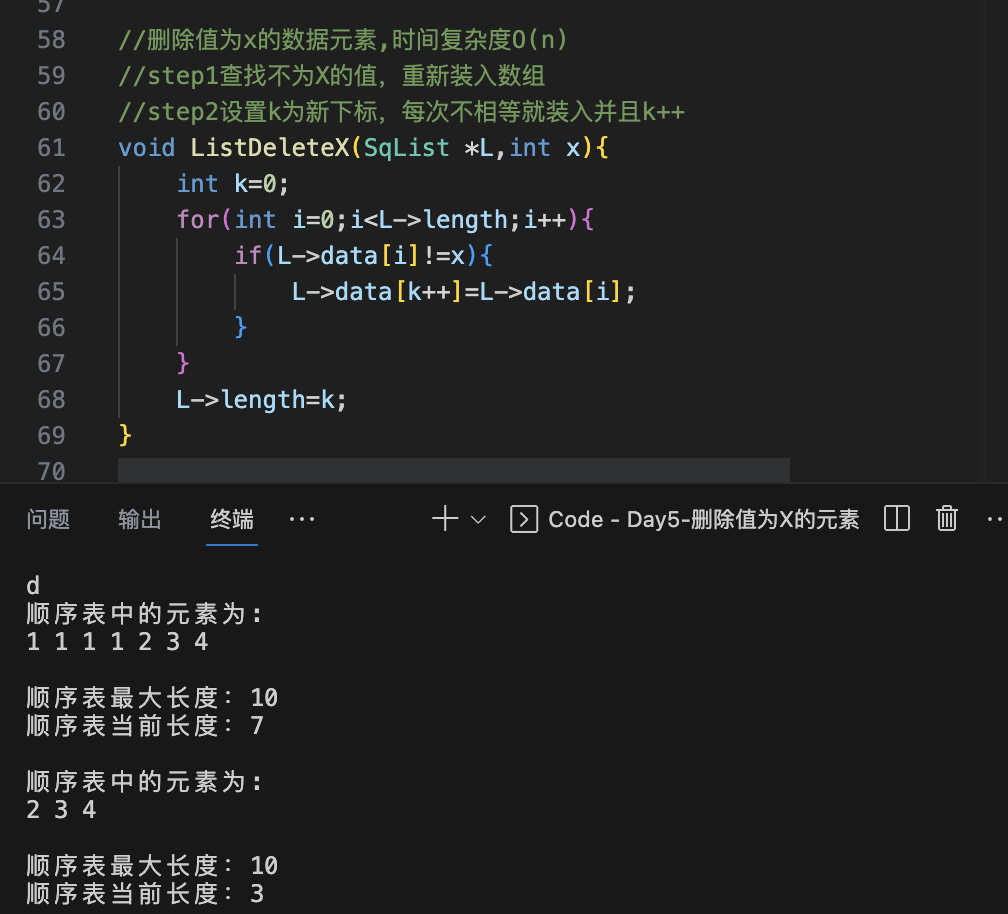 57
58 //删除值为x的数据元素,时间复杂度O(n)
59 //step1查找不为X的值，重新装入数组
60 //step2设置k为新下标，每次不相等就装入并且k++
61 void ListDeleteX(SqList *L,int x){
62     int k=0;
63     for(int i=0;i<L->length;i++){
64         if(L->data[i]!=x){
65             L->data[k++]=L->data[i];
66         }
67     }
68     L->length=k;
69 }
70
问题 输出 终端 ··· Code - Day5-删除值为X的元素
d
顺序表中的元素为:
1 1 1 1 2 3 4
顺序表最大长度: 10
顺序表当前长度: 7
顺序表中的元素为:
2 3 4
顺序表最大长度: 10
顺序表当前长度: 3